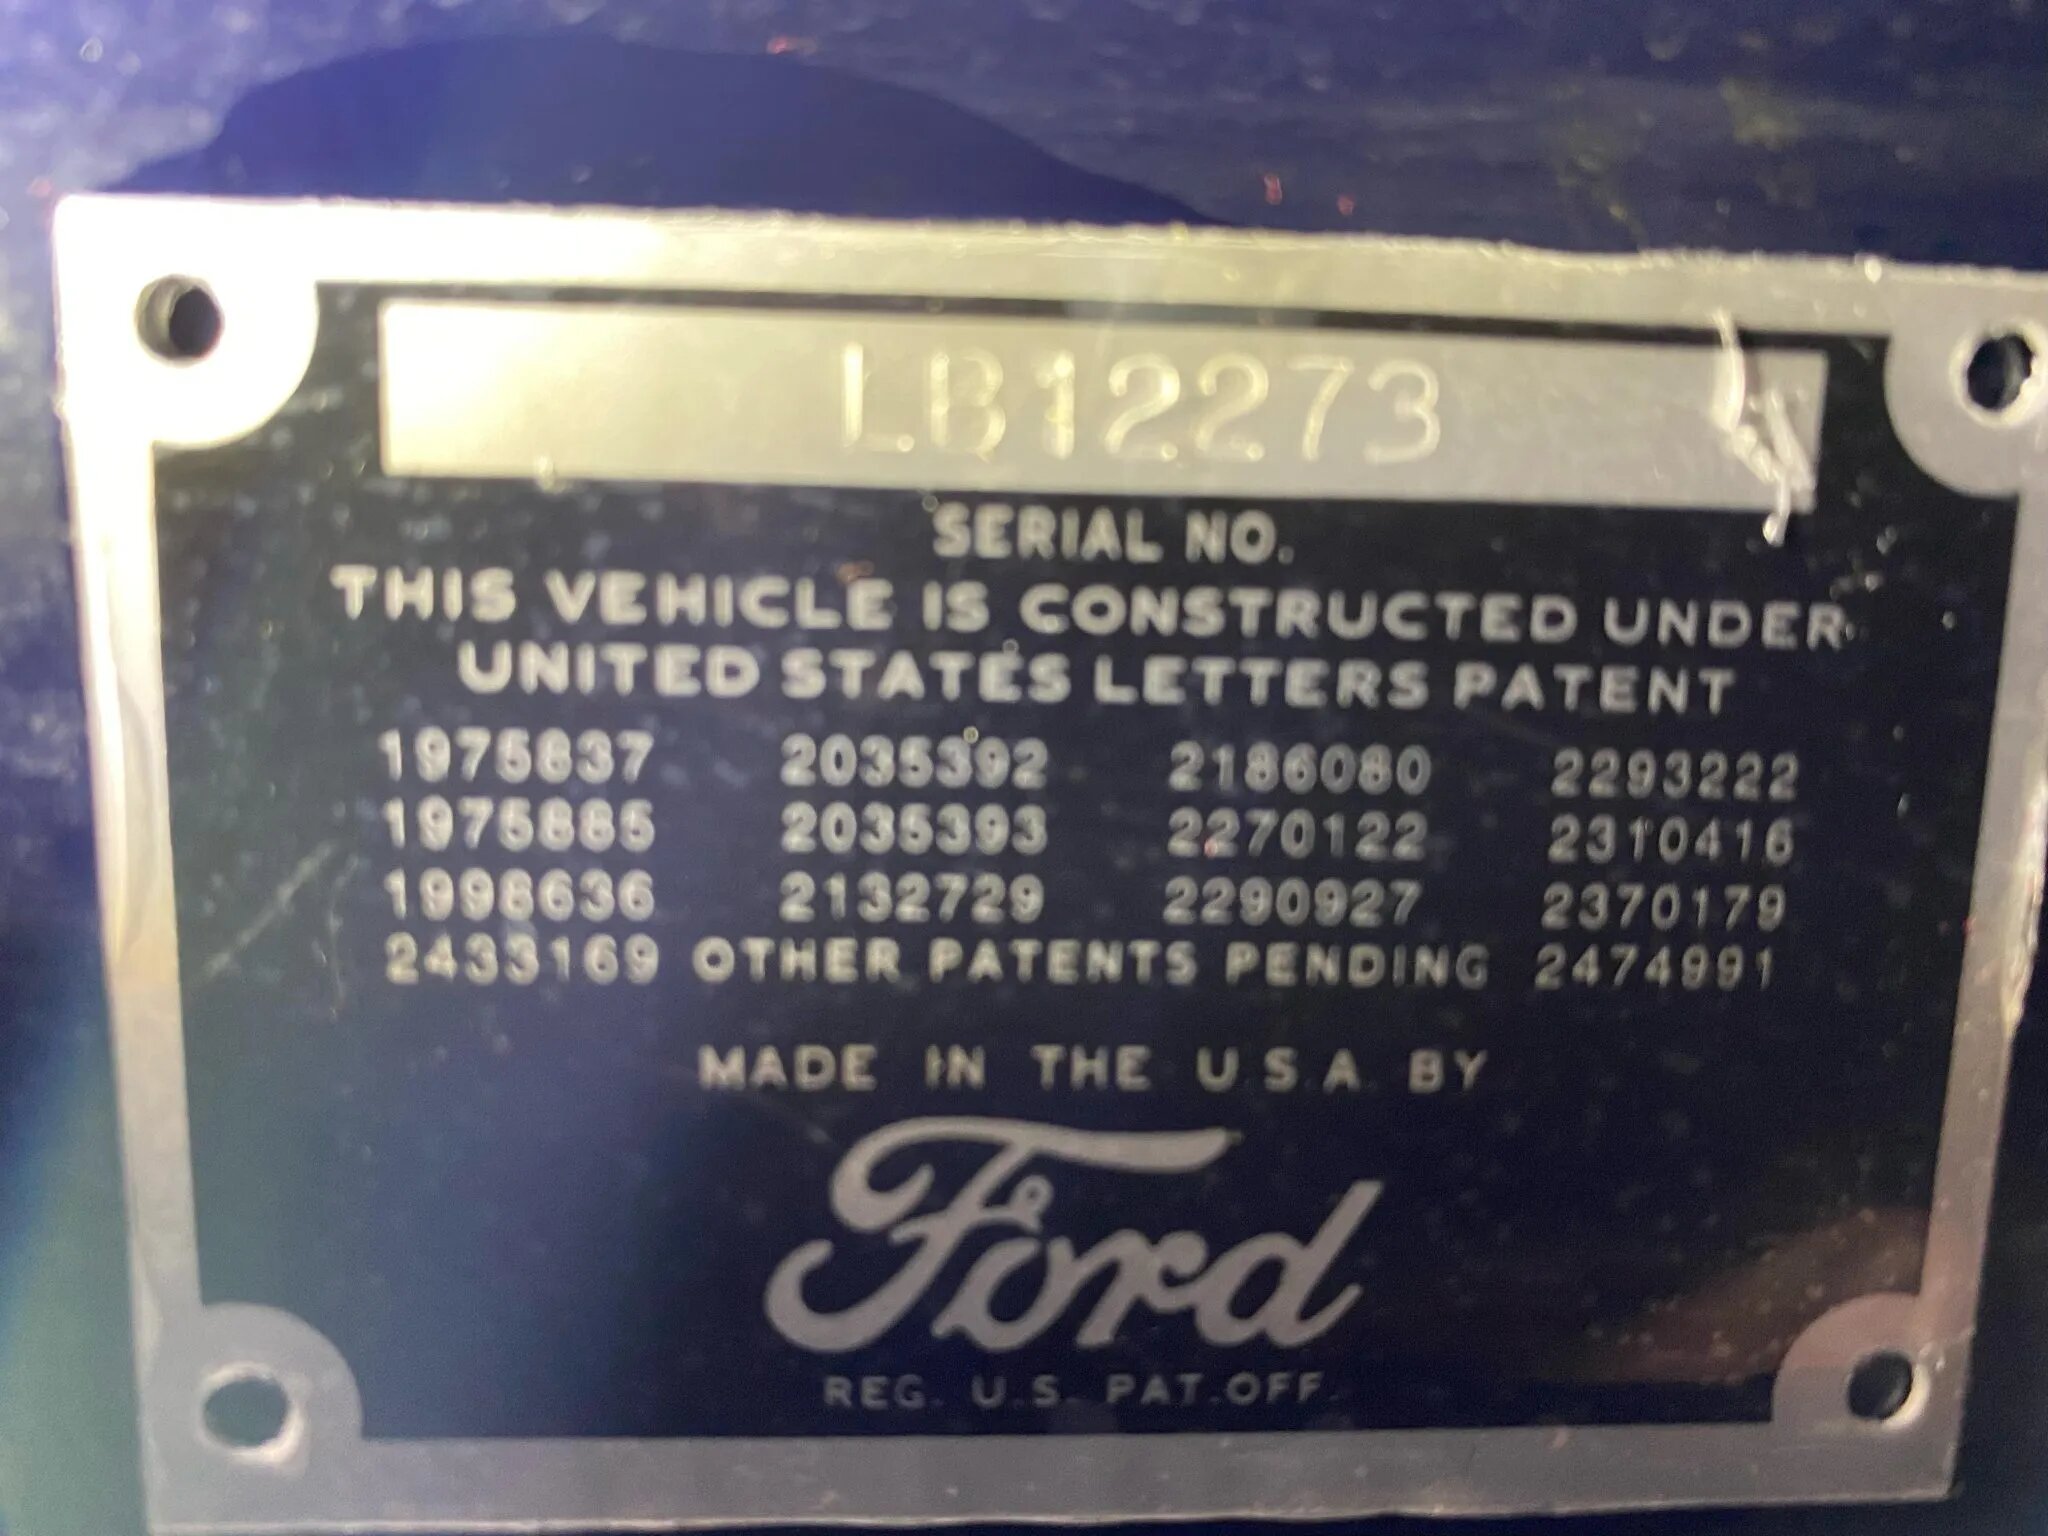 LB12273
SERIAL NO.
THIS VEHICLE IS CONSTRUCTED UNDER
UNITED STATES LETTERS PATENT
1975837 2035392 2186080 2293222
1975885 2035393 2270122 2310416
1998636 2132729 2290927 2370179
2433169 OTHER PATENTS PENDING 2474991
MADE IN THE U.S.A. BY
Ford
REG. U.S. PAT. OFF.